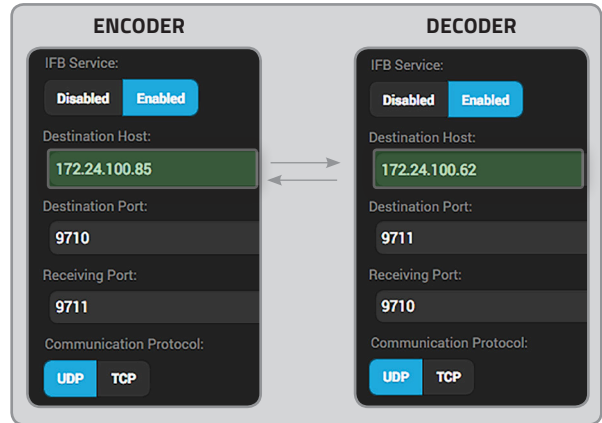 ENCODER
IFB Service:
Disabled Enabled
Destination Host:
172.24.100.85
Destination Port:
9710
Receiving Port:
9711
Communication Protocol:
UDP TCP
DECODER
IFB Service:
Disabled Enabled
Destination Host:
172.24.100.62
Destination Port:
9711
Receiving Port:
9710
Communication Protocol:
UDP TCP